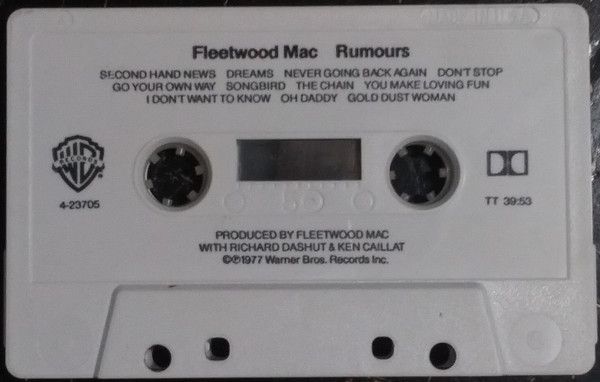 Fleetwood Mac Rumours
SECOND HAND NEWS DREAMS NEVER GOING BACK AGAIN DON'T STOP
GO YOUR OWN WAY SONGBIRD THE CHAIN YOU MAKE LOVING FUN
I DON'T WANT TO KNOW OH DADDY GOLD DUST WOMAN
WB
RECORDS
4-23705
TT 39:53
PRODUCED BY FLEETWOOD MAC
WITH RICHARD DASHUT & KEN CAILLAT
©℗1977 Warner Bros. Records Inc.